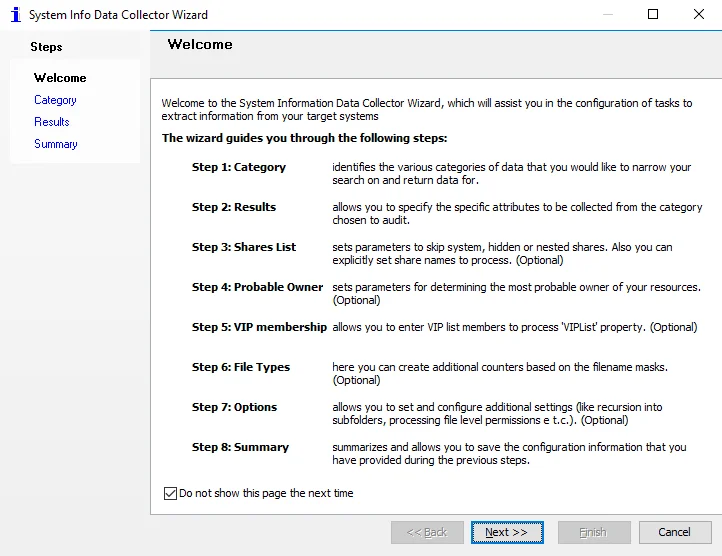 System Info Data Collector Wizard
Steps
Welcome
Category
Results
Summary
Welcome
Welcome to the System Information Data Collector Wizard, which will assist you in the configuration of tasks to
extract information from your target systems
The wizard guides you through the following steps:
Step 1: Category identifies the various categories of data that you would like to narrow your
search on and return data for.
Step 2: Results allows you to specify the specific attributes to be collected from the category
chosen to audit.
Step 3: Shares List sets parameters to skip system, hidden or nested shares. Also you can
explicitly set share names to process. (Optional)
Step 4: Probable Owner sets parameters for determining the most probable owner of your resources.
(Optional)
Step 5: VIP membership allows you to enter VIP list members to process 'VIPList' property. (Optional)
Step 6: File Types here you can create additional counters based on the filename masks.
(Optional)
Step 7: Options allows you to set and configure additional settings (like recursion into
subfolders, processing file level permissions e t.c.). (Optional)
Step 8: Summary summarizes and allows you to save the configuration information that you
have provided during the previous steps.
Do not show this page the next time
<< Back Next >> Finish Cancel